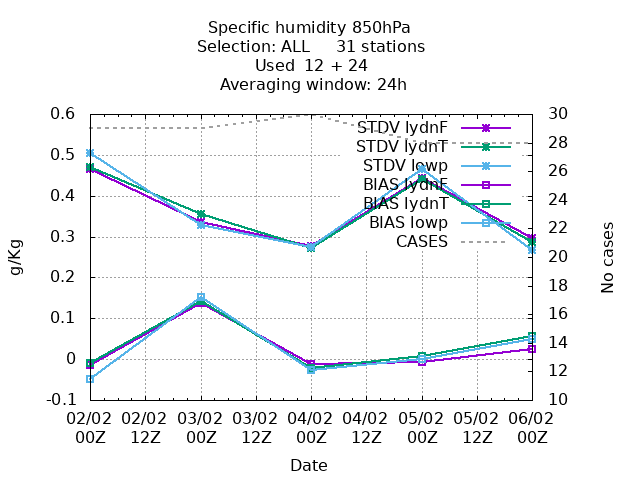 Specific humidity 850hPa
Selection: ALL 31 stations
Used 12 + 24
Averaging window: 24h
g/Kg
No cases
0.6
0.5
0.4
0.3
0.2
0.1
0
-0.1
30
28
26
24
22
20
18
16
14
12
10
STDV lydnF
STDV lydnT
STDV lowp
BIAS lydnF
BIAS lydnT
BIAS lowp
CASES
02/02 02/02 03/02 03/02 04/02 04/02 05/02 05/02 06/02
00Z 12Z 00Z 12Z 00Z 12Z 00Z 12Z 00Z
Date